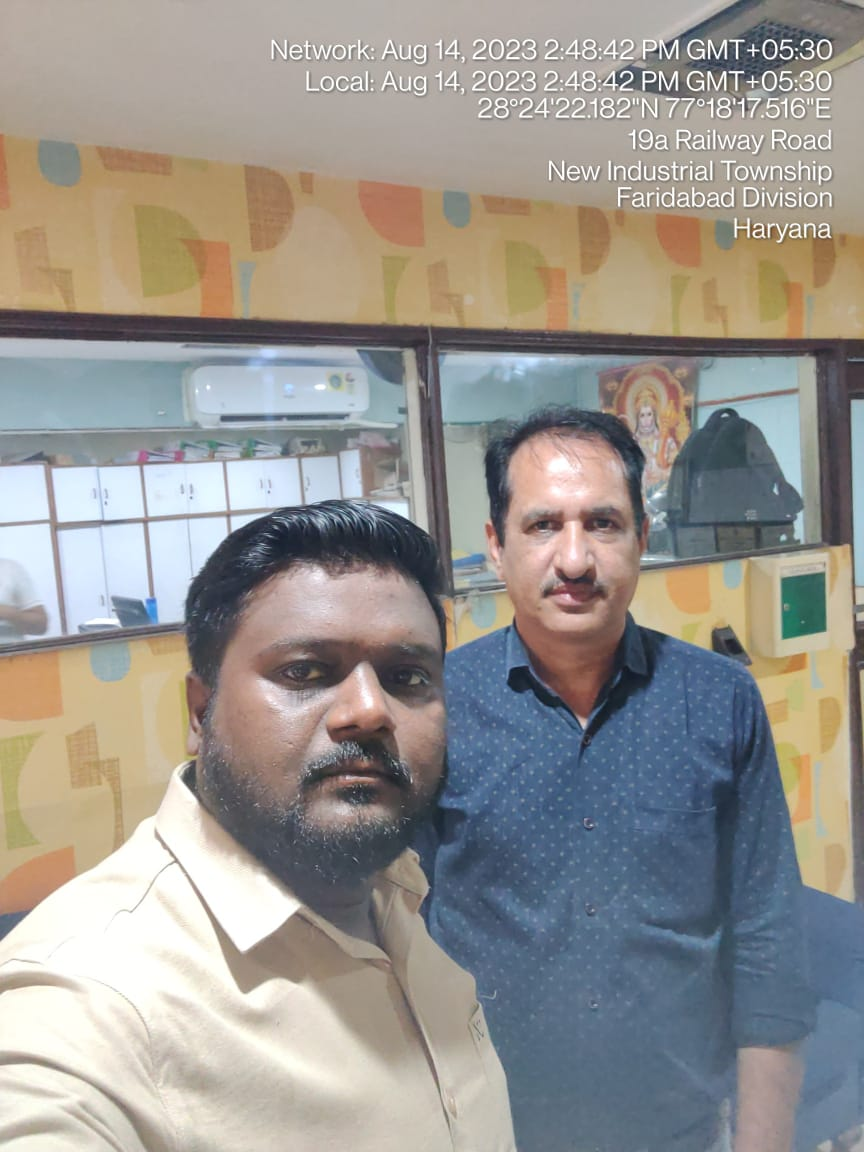 Network: Aug 14, 2023 2:48:42 PM GMT+05:30
Local: Aug 14, 2023 2:48:42 PM GMT+05:30
28°24'22.182"N 77°18'17.516"E
19a Railway Road
New Industrial Township
Faridabad Division
Haryana